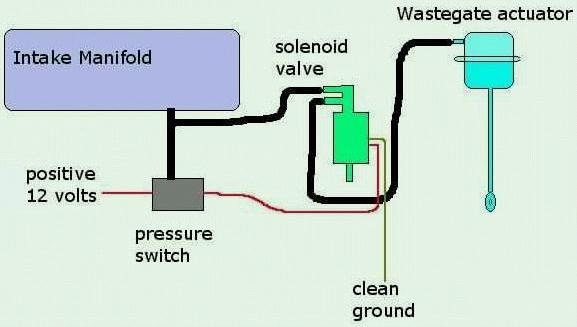 Wastegate actuator
Intake Manifold
solenoid
valve
positive
12 volts
pressure
switch
clean
ground